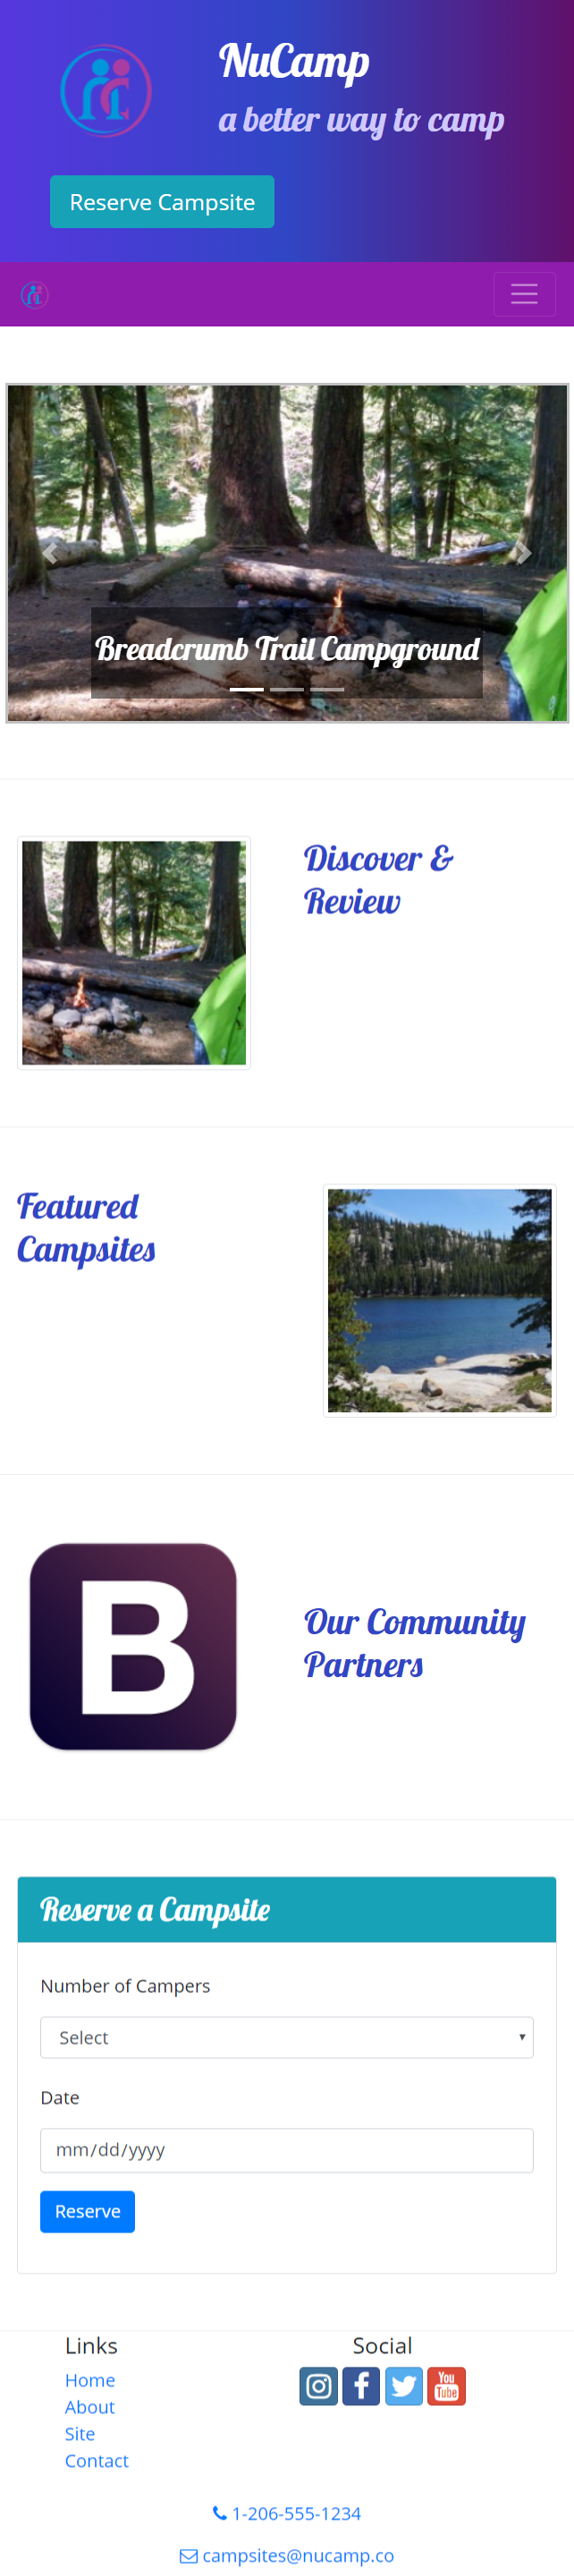 NuCamp
a better way to camp
Reserve Campsite
Breadcrumb Trail Campground
Discover &
Review
Featured
Campsites
B
Our Community
Partners
Reserve a Campsite
Number of Campers
Select
Date
mm/dd/yyyy
Reserve
Links
Social
You
Tube
Home
About
Site
Contact
1-206-555-1234
campsites@nucamp.co